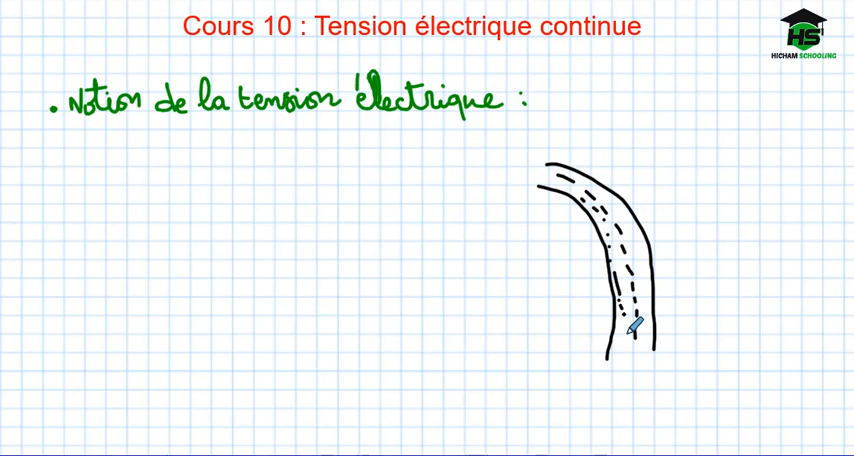 Cours 10 : Tension électrique continue
HS
HICHAM SCHOOLING
. Notion de la tension électrique :